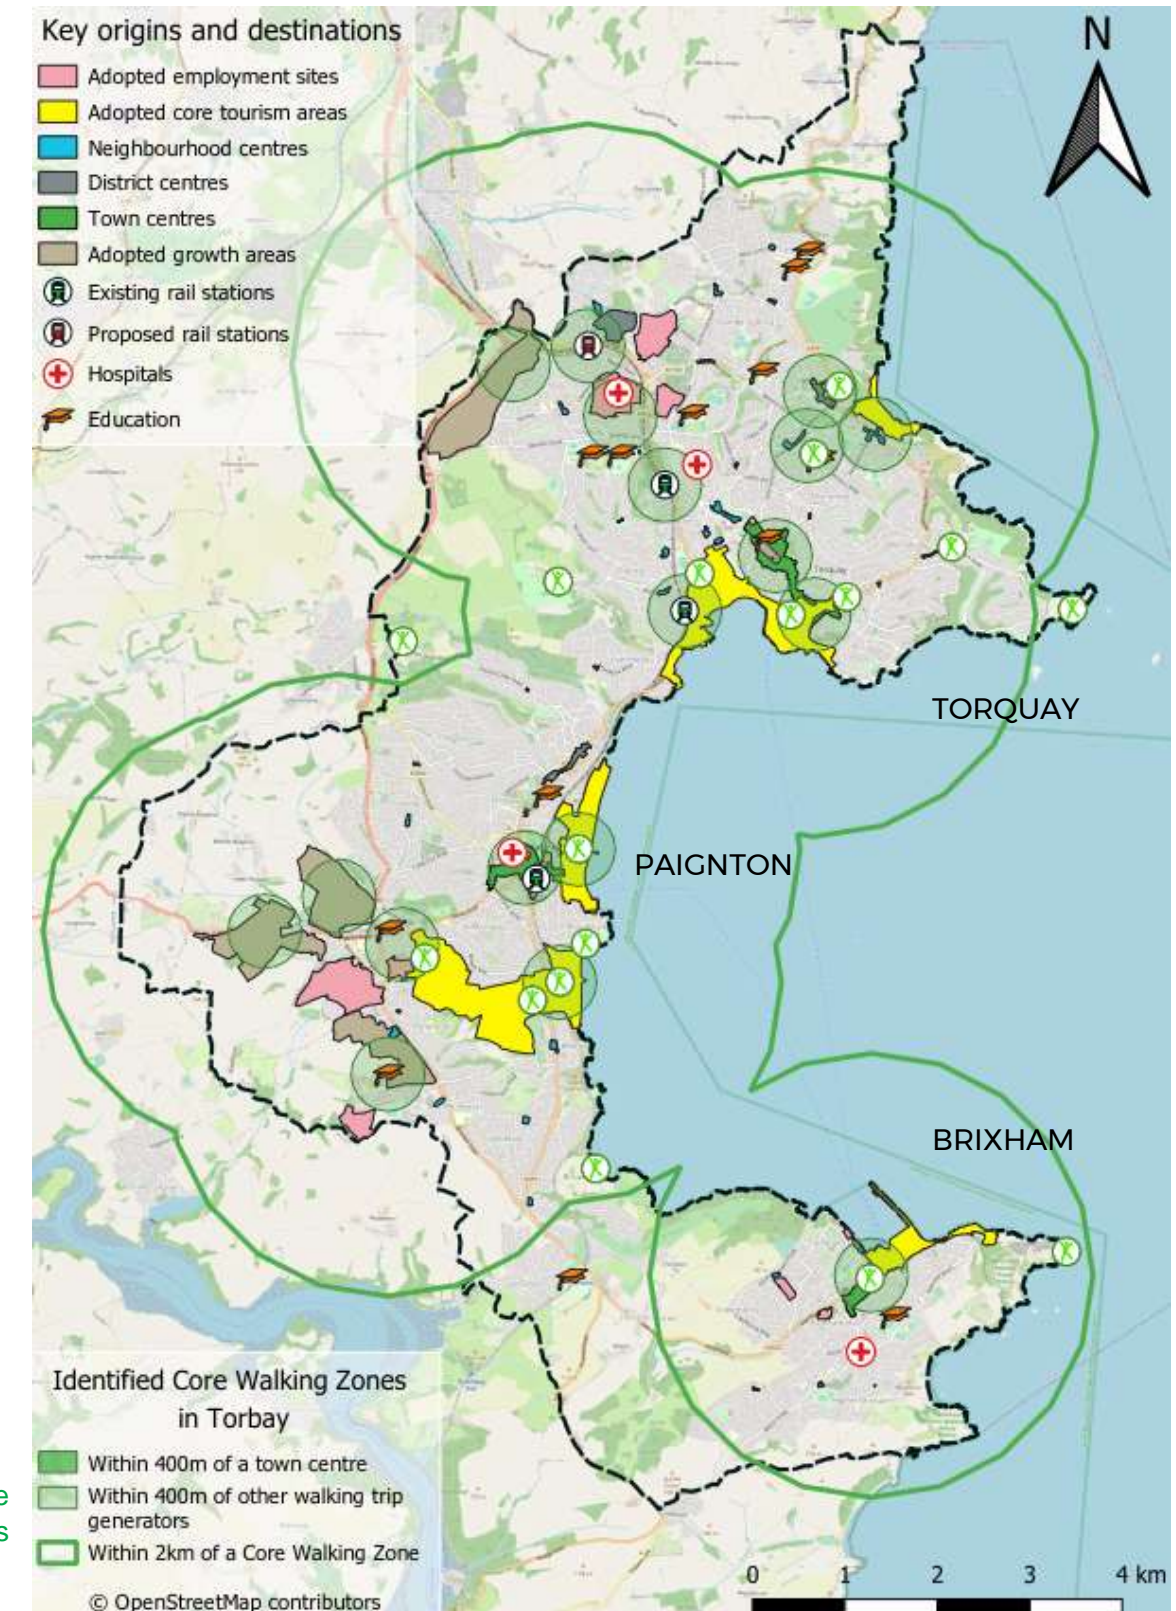 Key origins and destinations
Adopted employment sites
Adopted core tourism areas
Neighbourhood centres
District centres
Town centres
Adopted growth areas
Existing rail stations
Proposed rail stations
Hospitals
Education
N
TORQUAY
PAIGNTON
BRIXHAM
Identified Core Walking Zones
in Torbay
Within 400m of a town centre
Within 400m of other walking trip
generators
Within 2km of a Core Walking Zone
© OpenStreetMap contributors
e
s
0 1 2 3 4 km